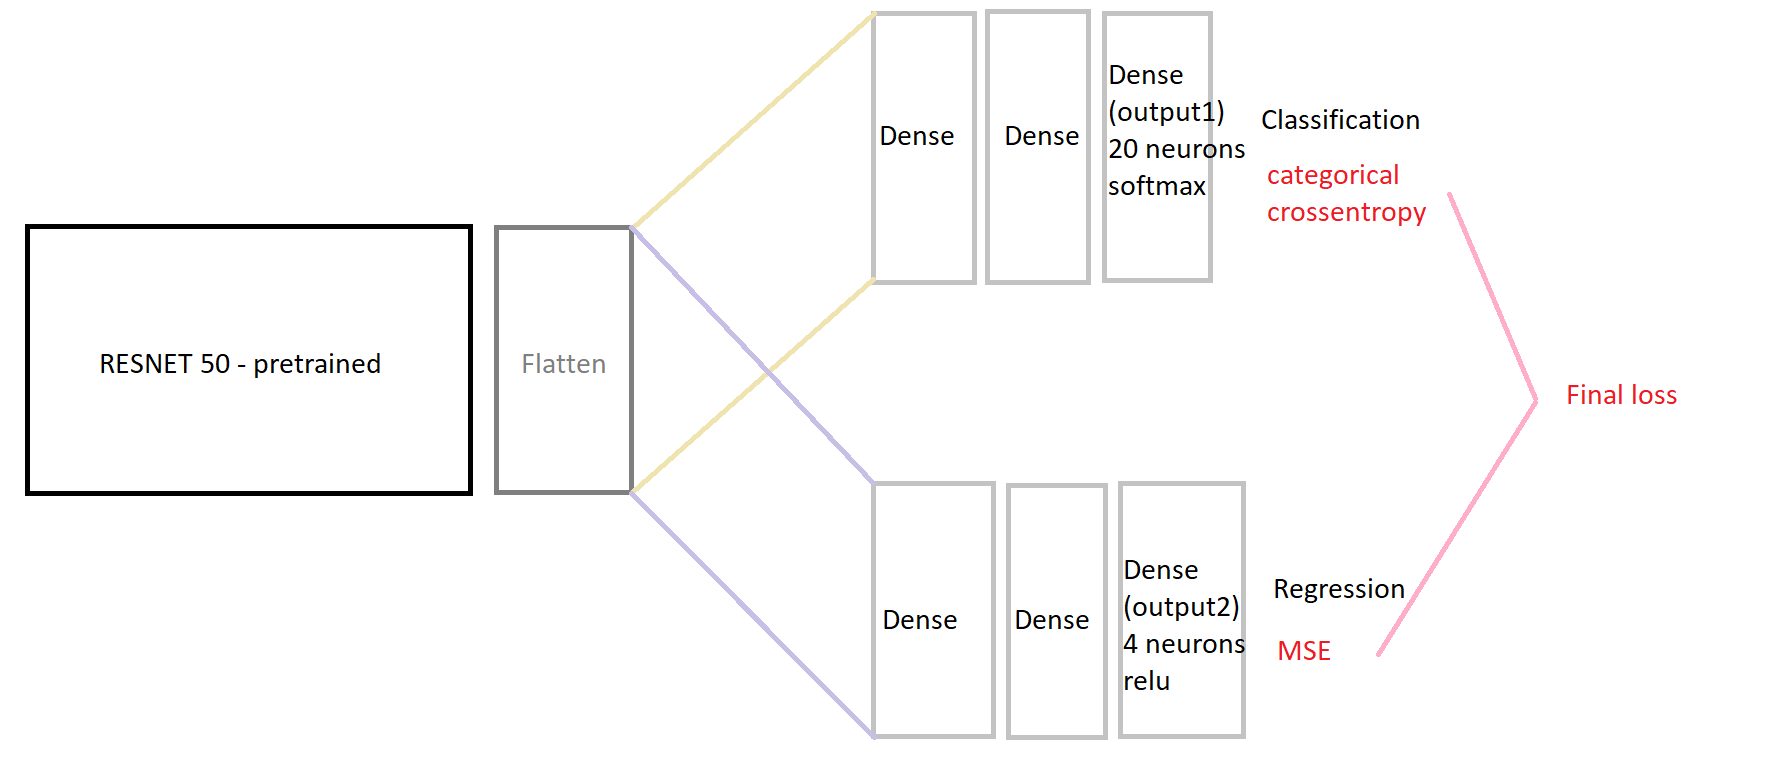 RESNET 50 - pretrained
Flatten
Dense
Dense
Dense
(output1)
20 neurons
softmax
Classification
categorical
crossentropy
Dense
Dense
Dense
(output2)
4 neurons
relu
Regression
MSE
Final loss